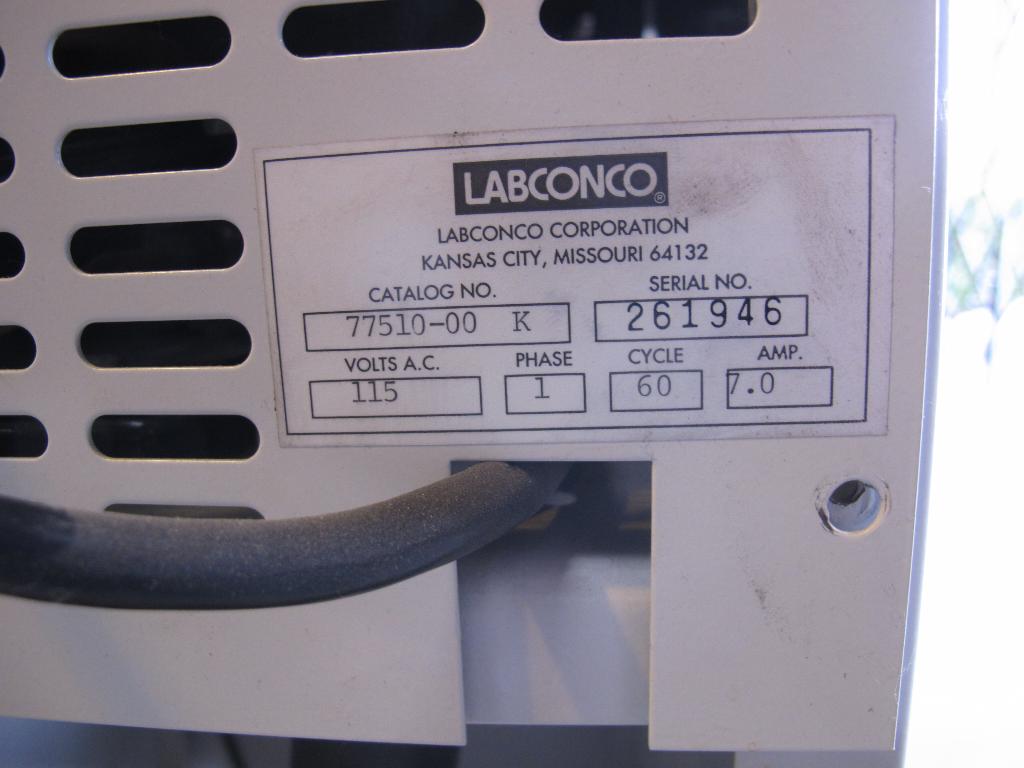 LABCONCO®
LABCONCO CORPORATION
KANSAS CITY, MISSOURI 64132
CATALOG NO. SERIAL NO.
77510-00 K 261946
VOLTS A.C. PHASE CYCLE AMP.
115 1 60 7.0